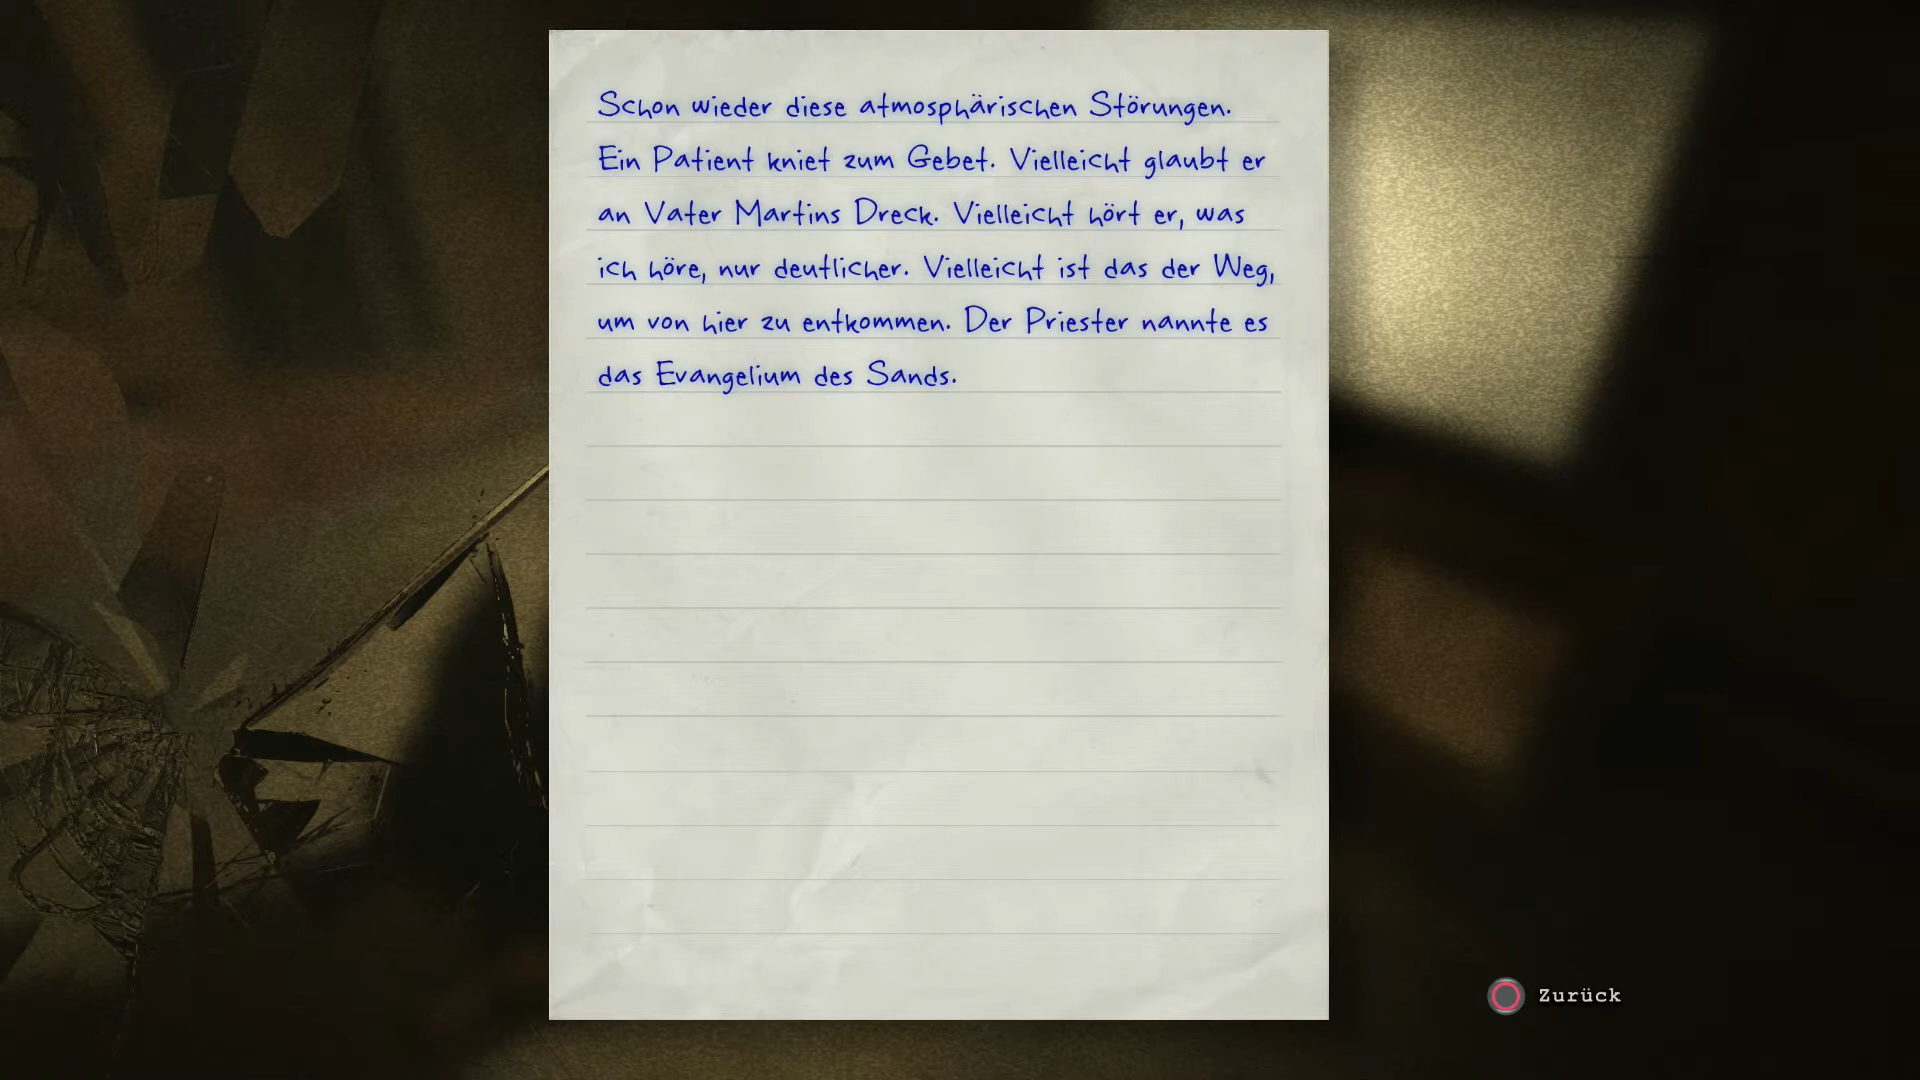 Schon wieder diese atmosphärischen Störungen.
Ein Patient kniet zum Gebet. Vielleicht glaubt er
an Vater Martins Dreck. Vielleicht hört er, was
ich höre, nur deutlicher. Vielleicht ist das der Weg,
um von hier zu entkommen. Der Priester nannte es
das Evangelium des Sands.
Zurück